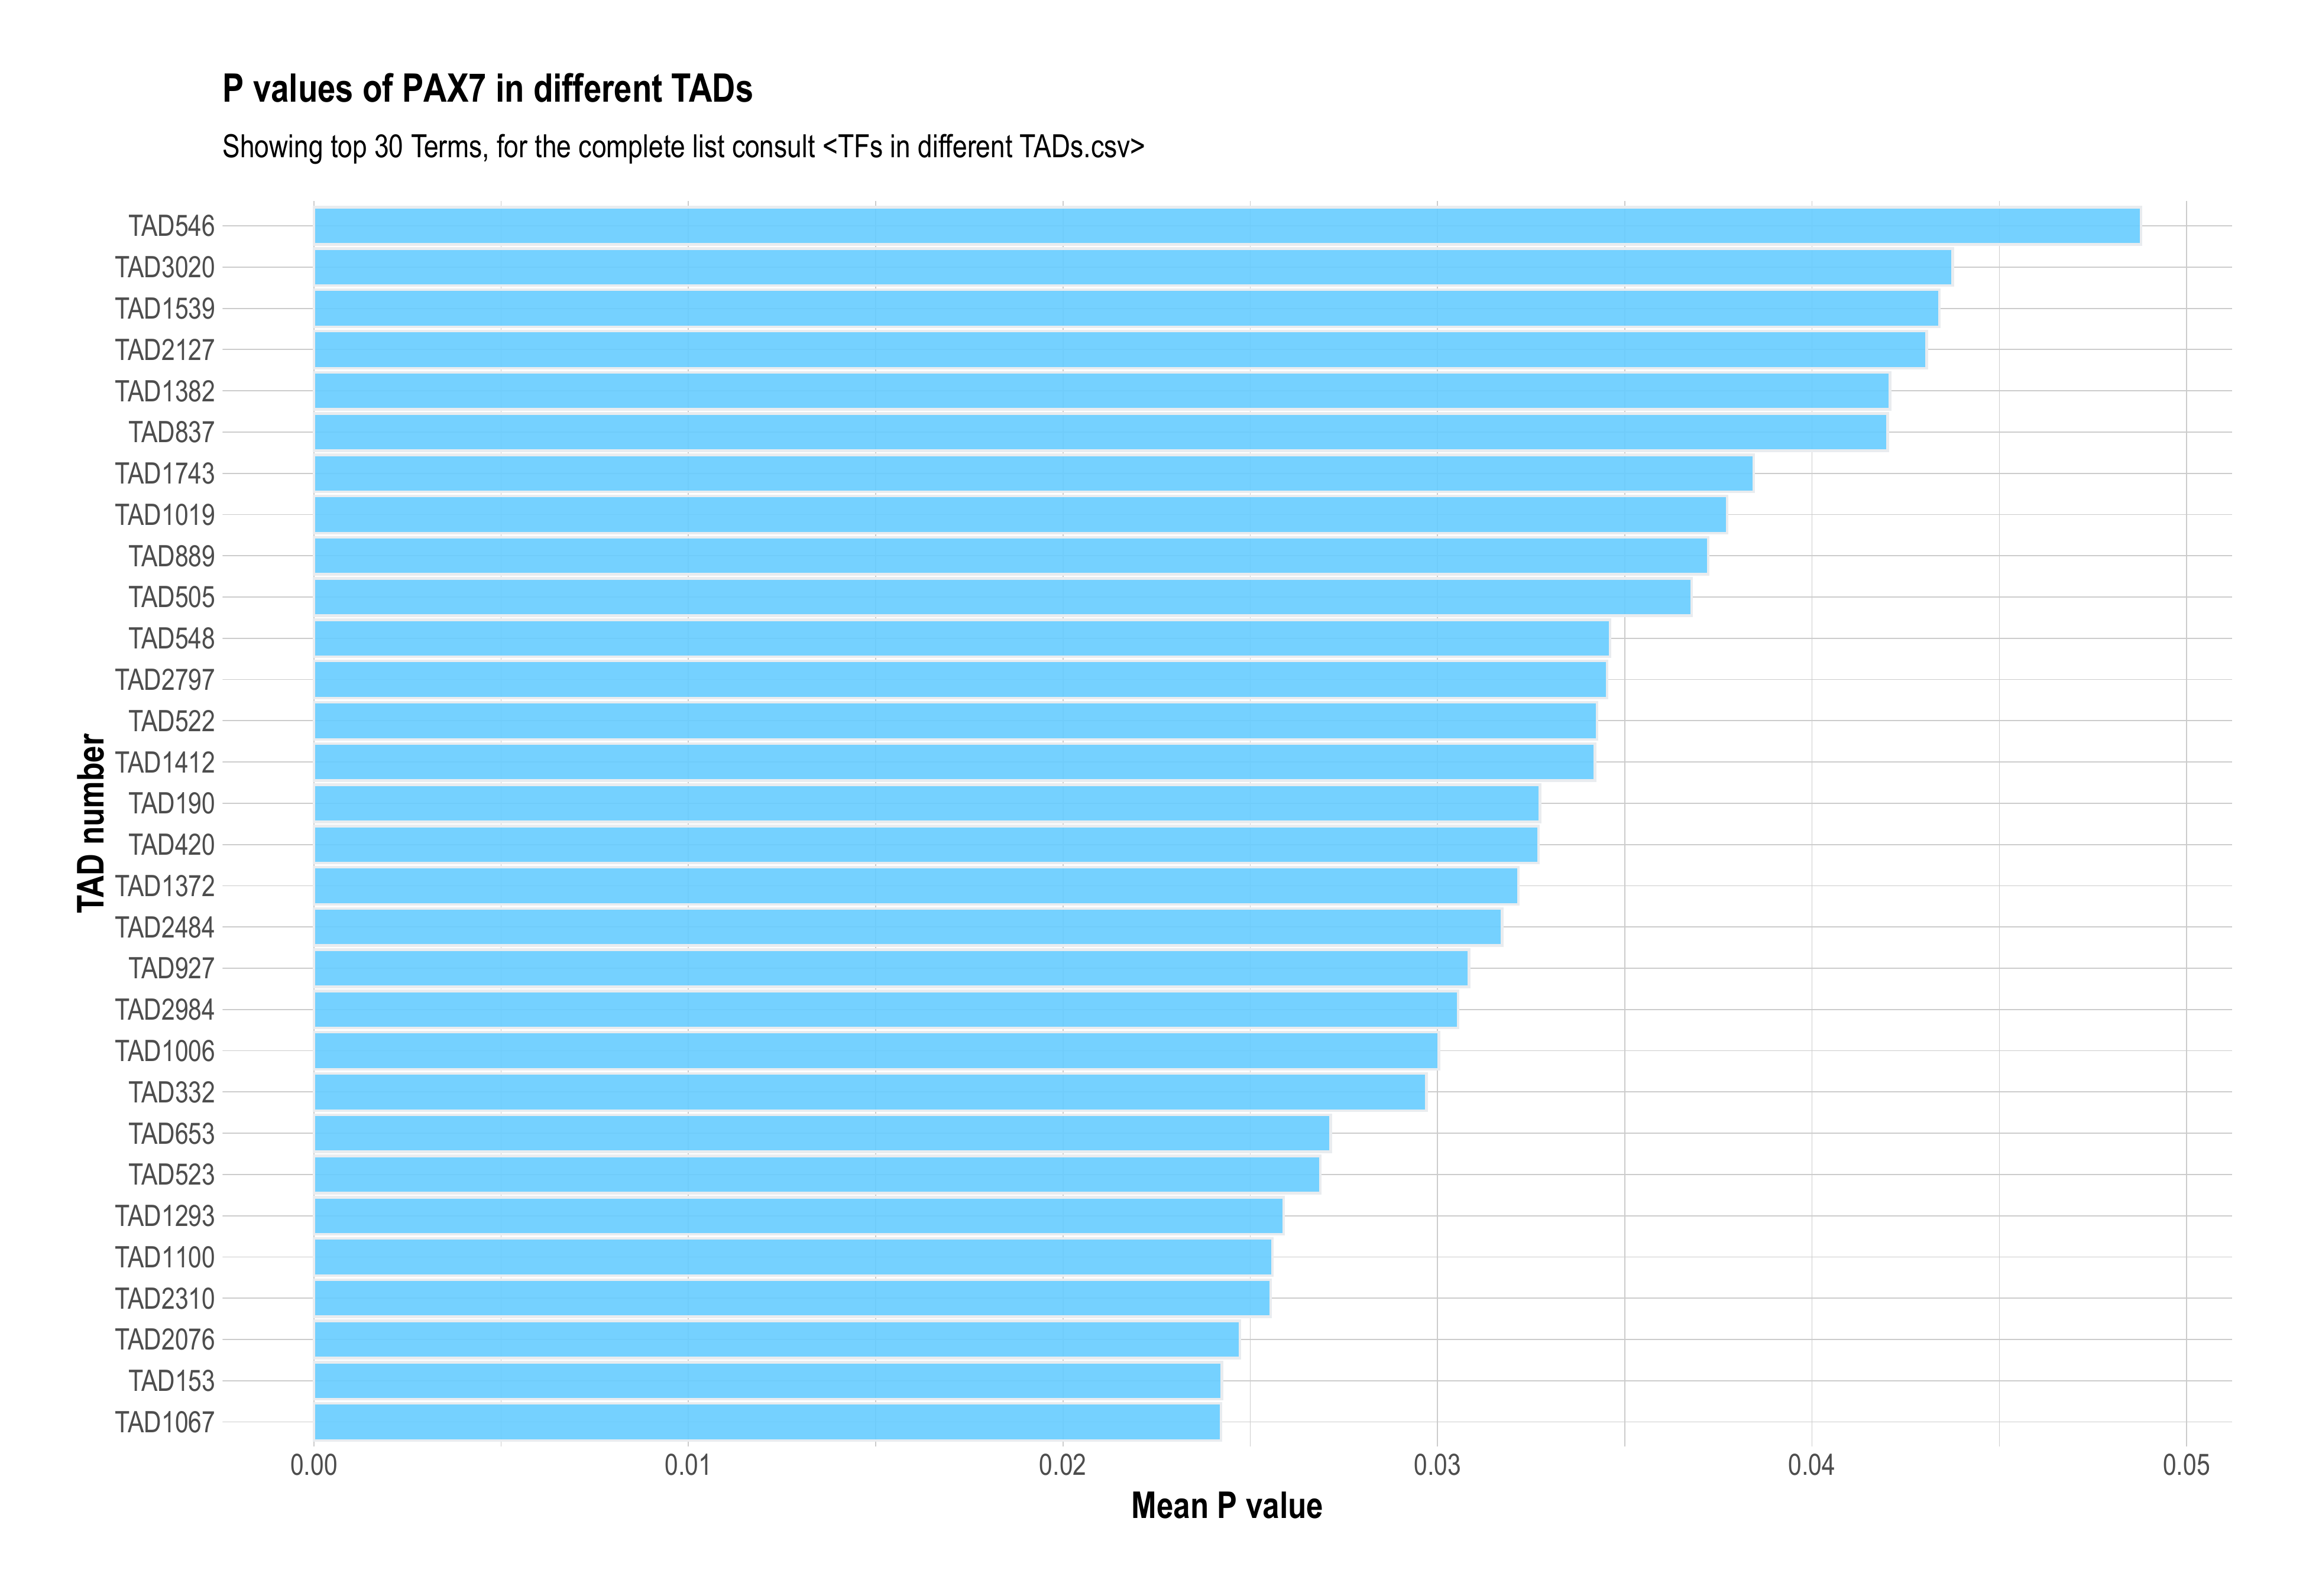 P values of PAX7 in different TADs
Showing top 30 Terms, for the complete list consult <TFs in different TADs.csv>
TAD546
TAD3020
TAD1539
TAD2127
TAD1382
TAD837
TAD1743
TAD1019
TAD889
TAD505
TAD548
TAD2797
TAD522
TAD1412
TAD190
TAD420
TAD1372
TAD2484
TAD927
TAD2984
TAD1006
TAD332
TAD653
TAD523
TAD1293
TAD1100
TAD2310
TAD2076
TAD153
TAD1067
TAD number
0.00 0.01 0.02 0.03 0.04 0.05
Mean P value